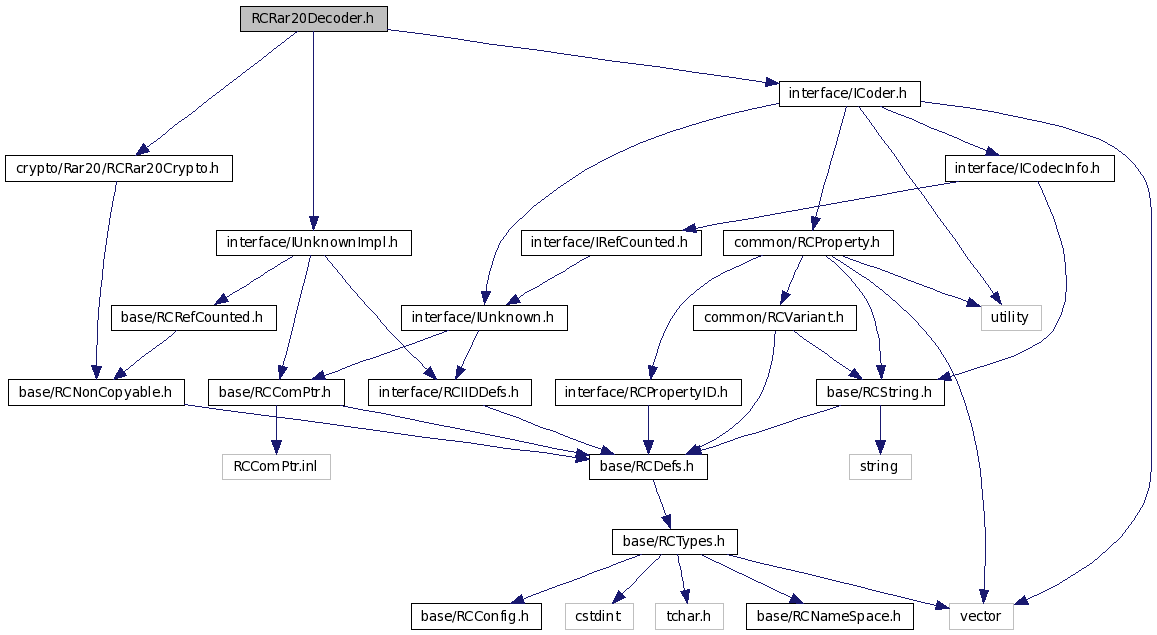 RCRar20Decoder.h
interface/ICoder.h
crypto/Rar20/RCRar20Crypto.h
interface/ICodecInfo.h
interface/IUnknownImpl.h
interface/IRefCounted.h
common/RCProperty.h
base/RCRefCounted.h
interface/IUnknown.h
common/RCVariant.h
utility
base/RCNonCopyable.h
base/RCComPtr.h
interface/RCIIDDefs.h
interface/RCPropertyID.h
base/RCString.h
RCComPtr.inl
base/RCDefs.h
string
base/RCTypes.h
base/RCConfig.h
cstdint
tchar.h
base/RCNameSpace.h
vector